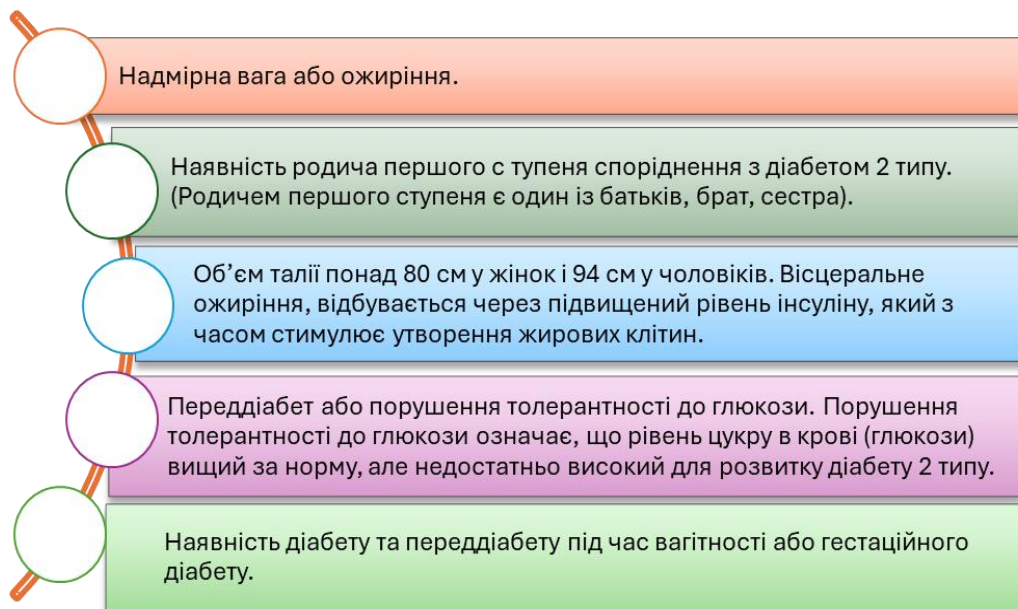 Надмірна вага або ожиріння.
Наявність родича першого с тупеня споріднення з діабетом 2 типу.
(Родичем першого ступеня є один із батьків, брат, сестра).
Об’єм талії понад 80 см у жінок і 94 см у чоловіків. Вісцеральне
ожиріння, відбувається через підвищений рівень інсуліну, який з
часом стимулює утворення жирових клітин.
Переддіабет або порушення толерантності до глюкози. Порушення
толерантності до глюкози означає, що рівень цукру в крові (глюкози)
вищий за норму, але недостатньо високий для розвитку діабету 2 типу.
Наявність діабету та переддіабету під час вагітності або гестаційного
діабету.